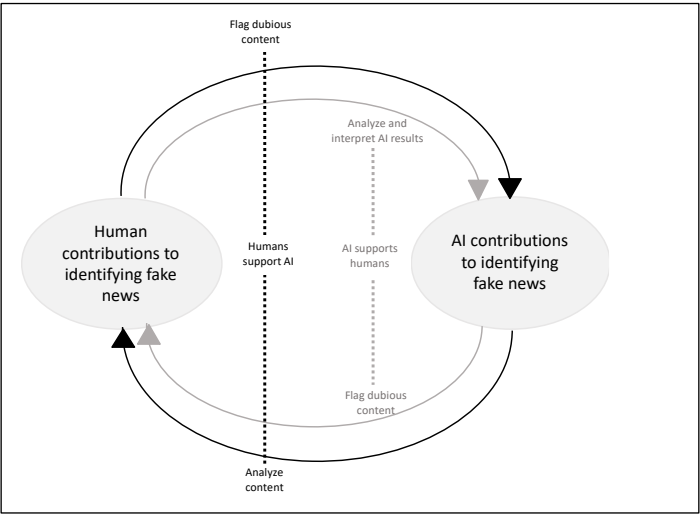 Flag dubious
content
Analyze and
interpret AI results
Human
contributions to
identifying fake
news
Humans
support AI
AI supports
humans
AI contributions
to identifying
fake news
Flag dubious
content
Analyze
content